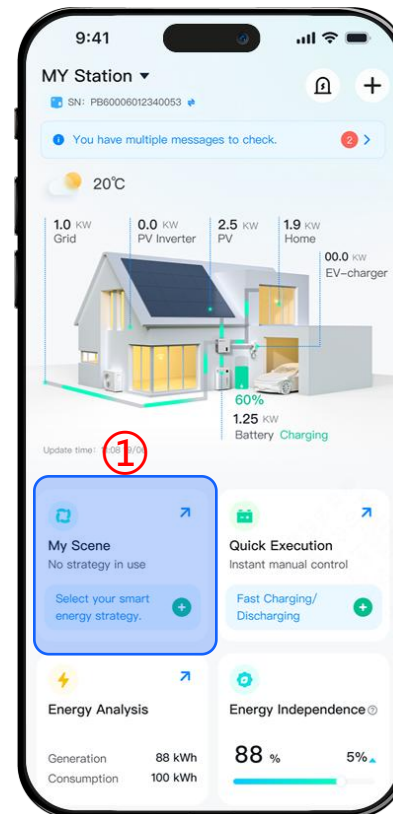 9:41
MY Station
SN: PB60006012340053
You have multiple messages to check.
2
20℃
1.0 KW
Grid
0.0 KW
PV Inverter
2.5 KW
PV
1.9 KW
Home
00.0 KW
EV-charger
60%
1.25 KW
Battery Charging
Update time:
①
My Scene
No strategy in use
Select your smart
energy strategy.
Quick Execution
Instant manual control
Fast Charging/
Discharging
Energy Analysis
Generation 88 kWh
Consumption 100 kWh
Energy Independence
88 %
5%